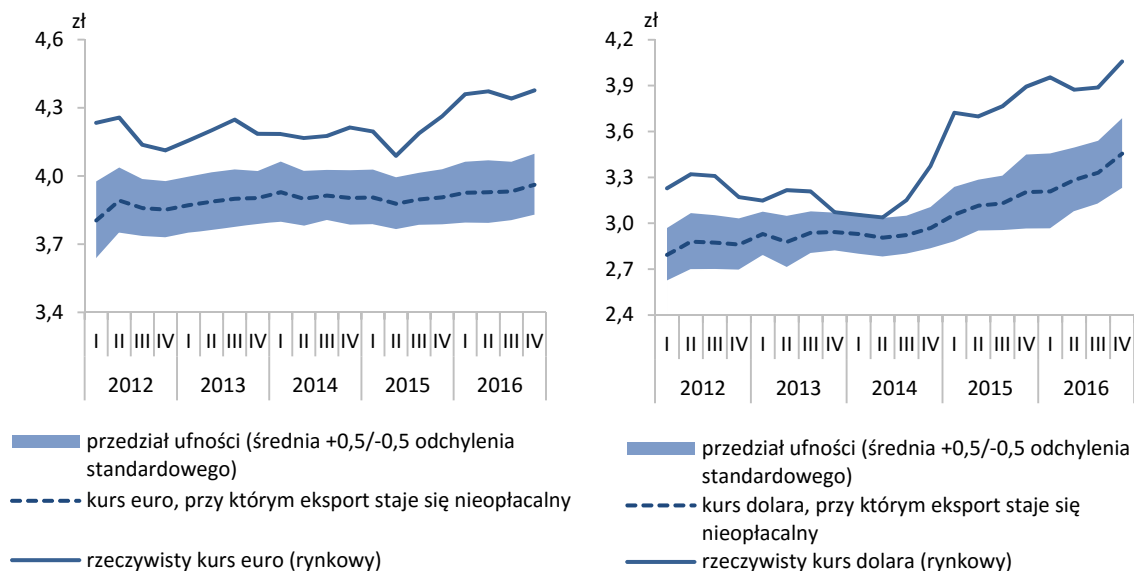 zł
4,6
4,3
4,0
3,7
3,4
I II III IV I II III IV I II III IV I II III IV I II III IV
2012 2013 2014 2015 2016
przedział ufności (średnia +0,5/-0,5 odchylenia
standardowego)
kurs euro, przy którym eksport staje się nieopłacalny
rzeczywisty kurs euro (rynkowy)
zł
4,2
3,9
3,6
3,3
3,0
2,7
2,4
I II III IV I II III IV I II III IV I II III IV I II III IV
2012 2013 2014 2015 2016
przedział ufności (średnia +0,5/-0,5 odchylenia
standardowego)
kurs dolara, przy którym eksport staje się
nieopłacalny
rzeczywisty kurs dolara (rynkowy)